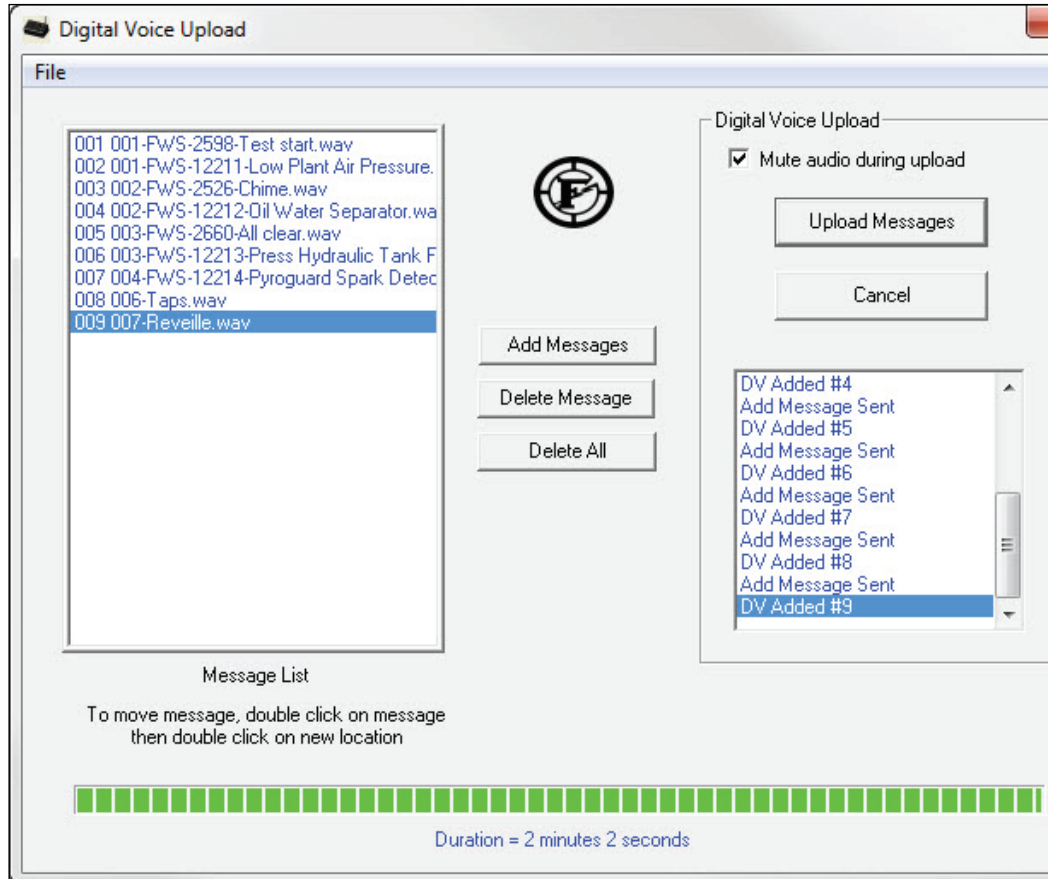 Digital Voice Upload
File
001 001-FWS-2598-Test start.wav
002 001-FWS-12211-Low Plant Air Pressure.
003 002-FWS-2526-Chime.wav
004 002-FWS-12212-Oil Water Separator.wa
005 003-FWS-2660-All clear.wav
006 003-FWS-12213-Press Hydraulic Tank F
007 004-FWS-12214-Pyroguard Spark Detec
008 006-Taps.wav
009 007-Reveille.wav
Message List
To move message, double click on message
then double click on new location
F
Add Messages
Delete Message
Delete All
Digital Voice Upload
Mute audio during upload
Upload Messages
Cancel
DV Added #4
Add Message Sent
DV Added #5
Add Message Sent
DV Added #6
Add Message Sent
DV Added #7
Add Message Sent
DV Added #8
Add Message Sent
DV Added #9
Duration = 2 minutes 2 seconds